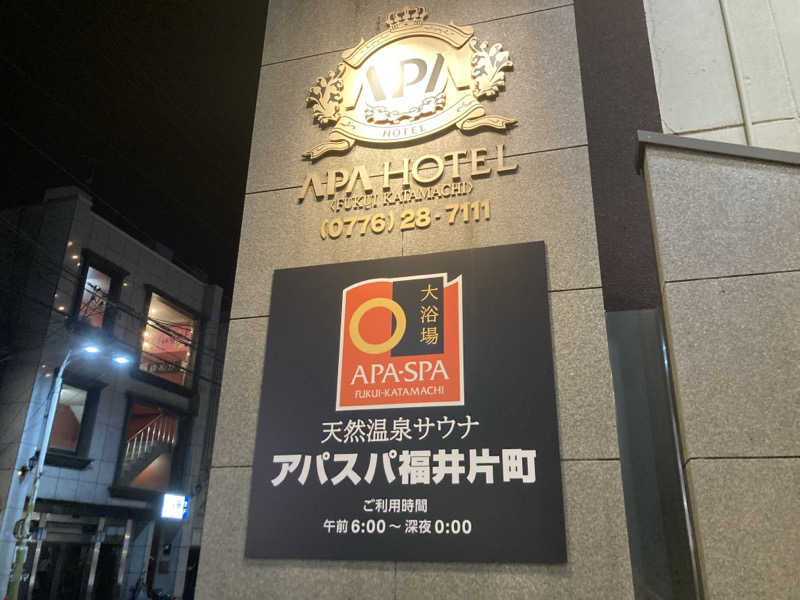 APA
HOTEL
APA HOTEL
〈FUKUI KATAMACHI〉
(0776) 28-7111
大浴場
APA-SPA
FUKUI-KATAMACHI
天然温泉サウナ
アパスパ福井片町
ご利用時間
午前 6:00 〜 深夜 0:00